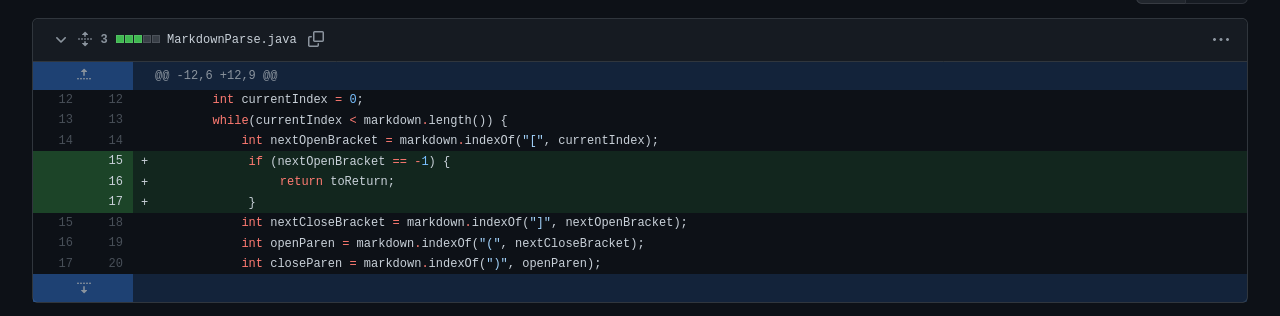 3 MarkdownParse.java
@@ -12,6 +12,9 @@
12 12 int currentIndex = 0;
13 13 while(currentIndex < markdown.length()) {
14 14 int nextOpenBracket = markdown.indexOf("[", currentIndex);
15 + if (nextOpenBracket == -1) {
16 + return toReturn;
17 + }
15 18 int nextCloseBracket = markdown.indexOf("]", nextOpenBracket);
16 19 int openParen = markdown.indexOf("(", nextCloseBracket);
17 20 int closeParen = markdown.indexOf(")", openParen);